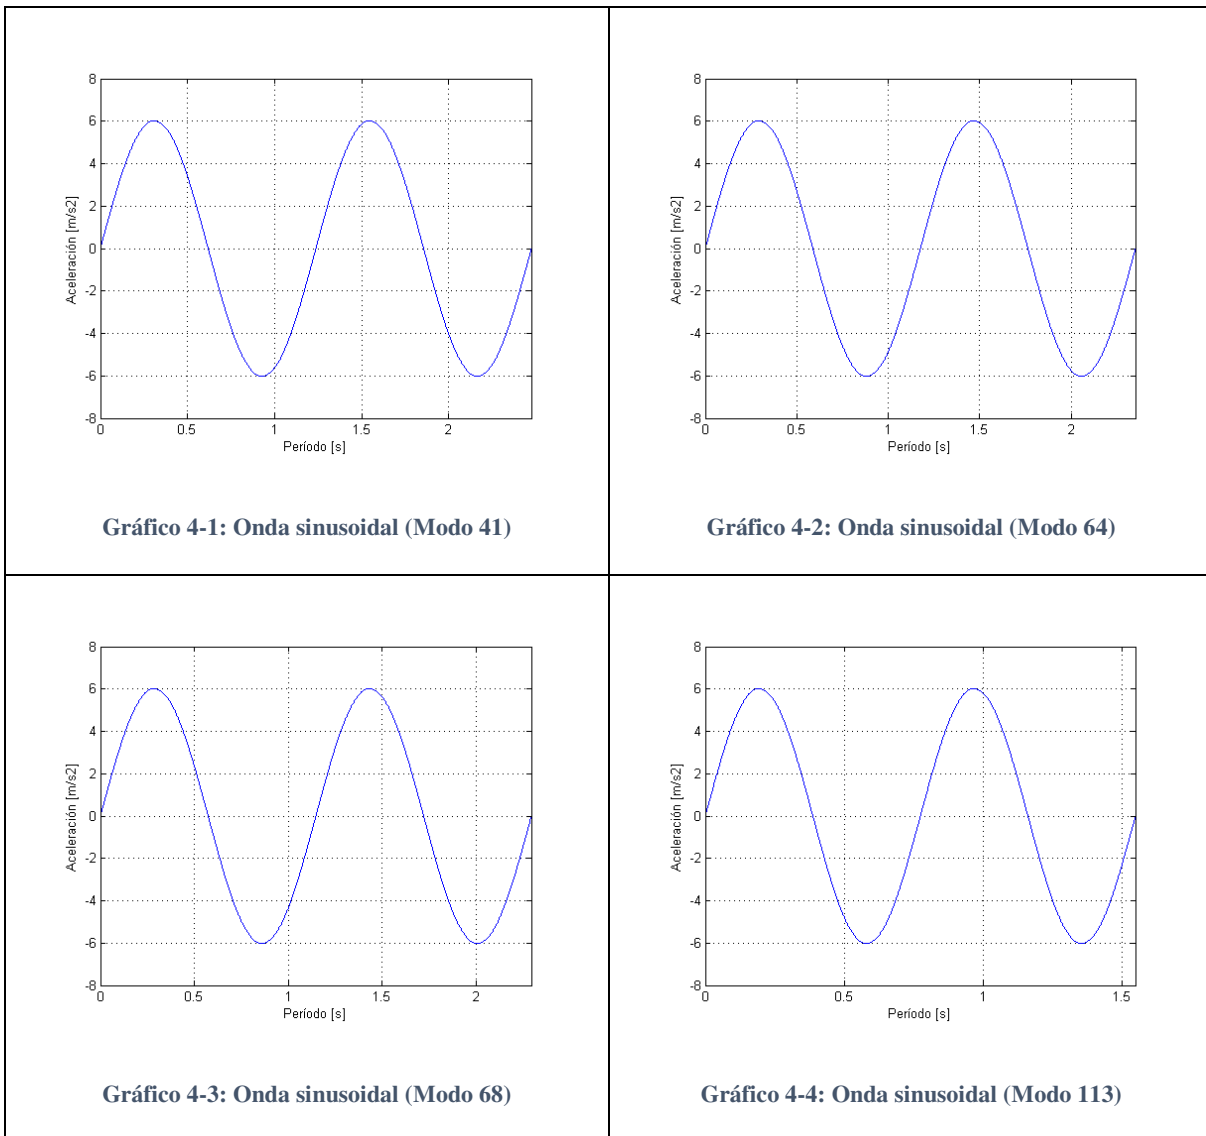 8
6
4
2
0
-2
-4
-6
-8
Aceleración [m/s2]
0 0.5 1 1.5 2
Período [s]
Gráfico 4-1: Onda sinusoidal (Modo 41)
8
6
4
2
0
-2
-4
-6
-8
Aceleración [m/s2]
0 0.5 1 1.5 2
Período [s]
Gráfico 4-2: Onda sinusoidal (Modo 64)
8
6
4
2
0
-2
-4
-6
-8
Aceleración [m/s2]
0 0.5 1 1.5 2
Período [s]
Gráfico 4-3: Onda sinusoidal (Modo 68)
8
6
4
2
0
-2
-4
-6
-8
Aceleración [m/s2]
0 0.5 1 1.5
Período [s]
Gráfico 4-4: Onda sinusoidal (Modo 113)